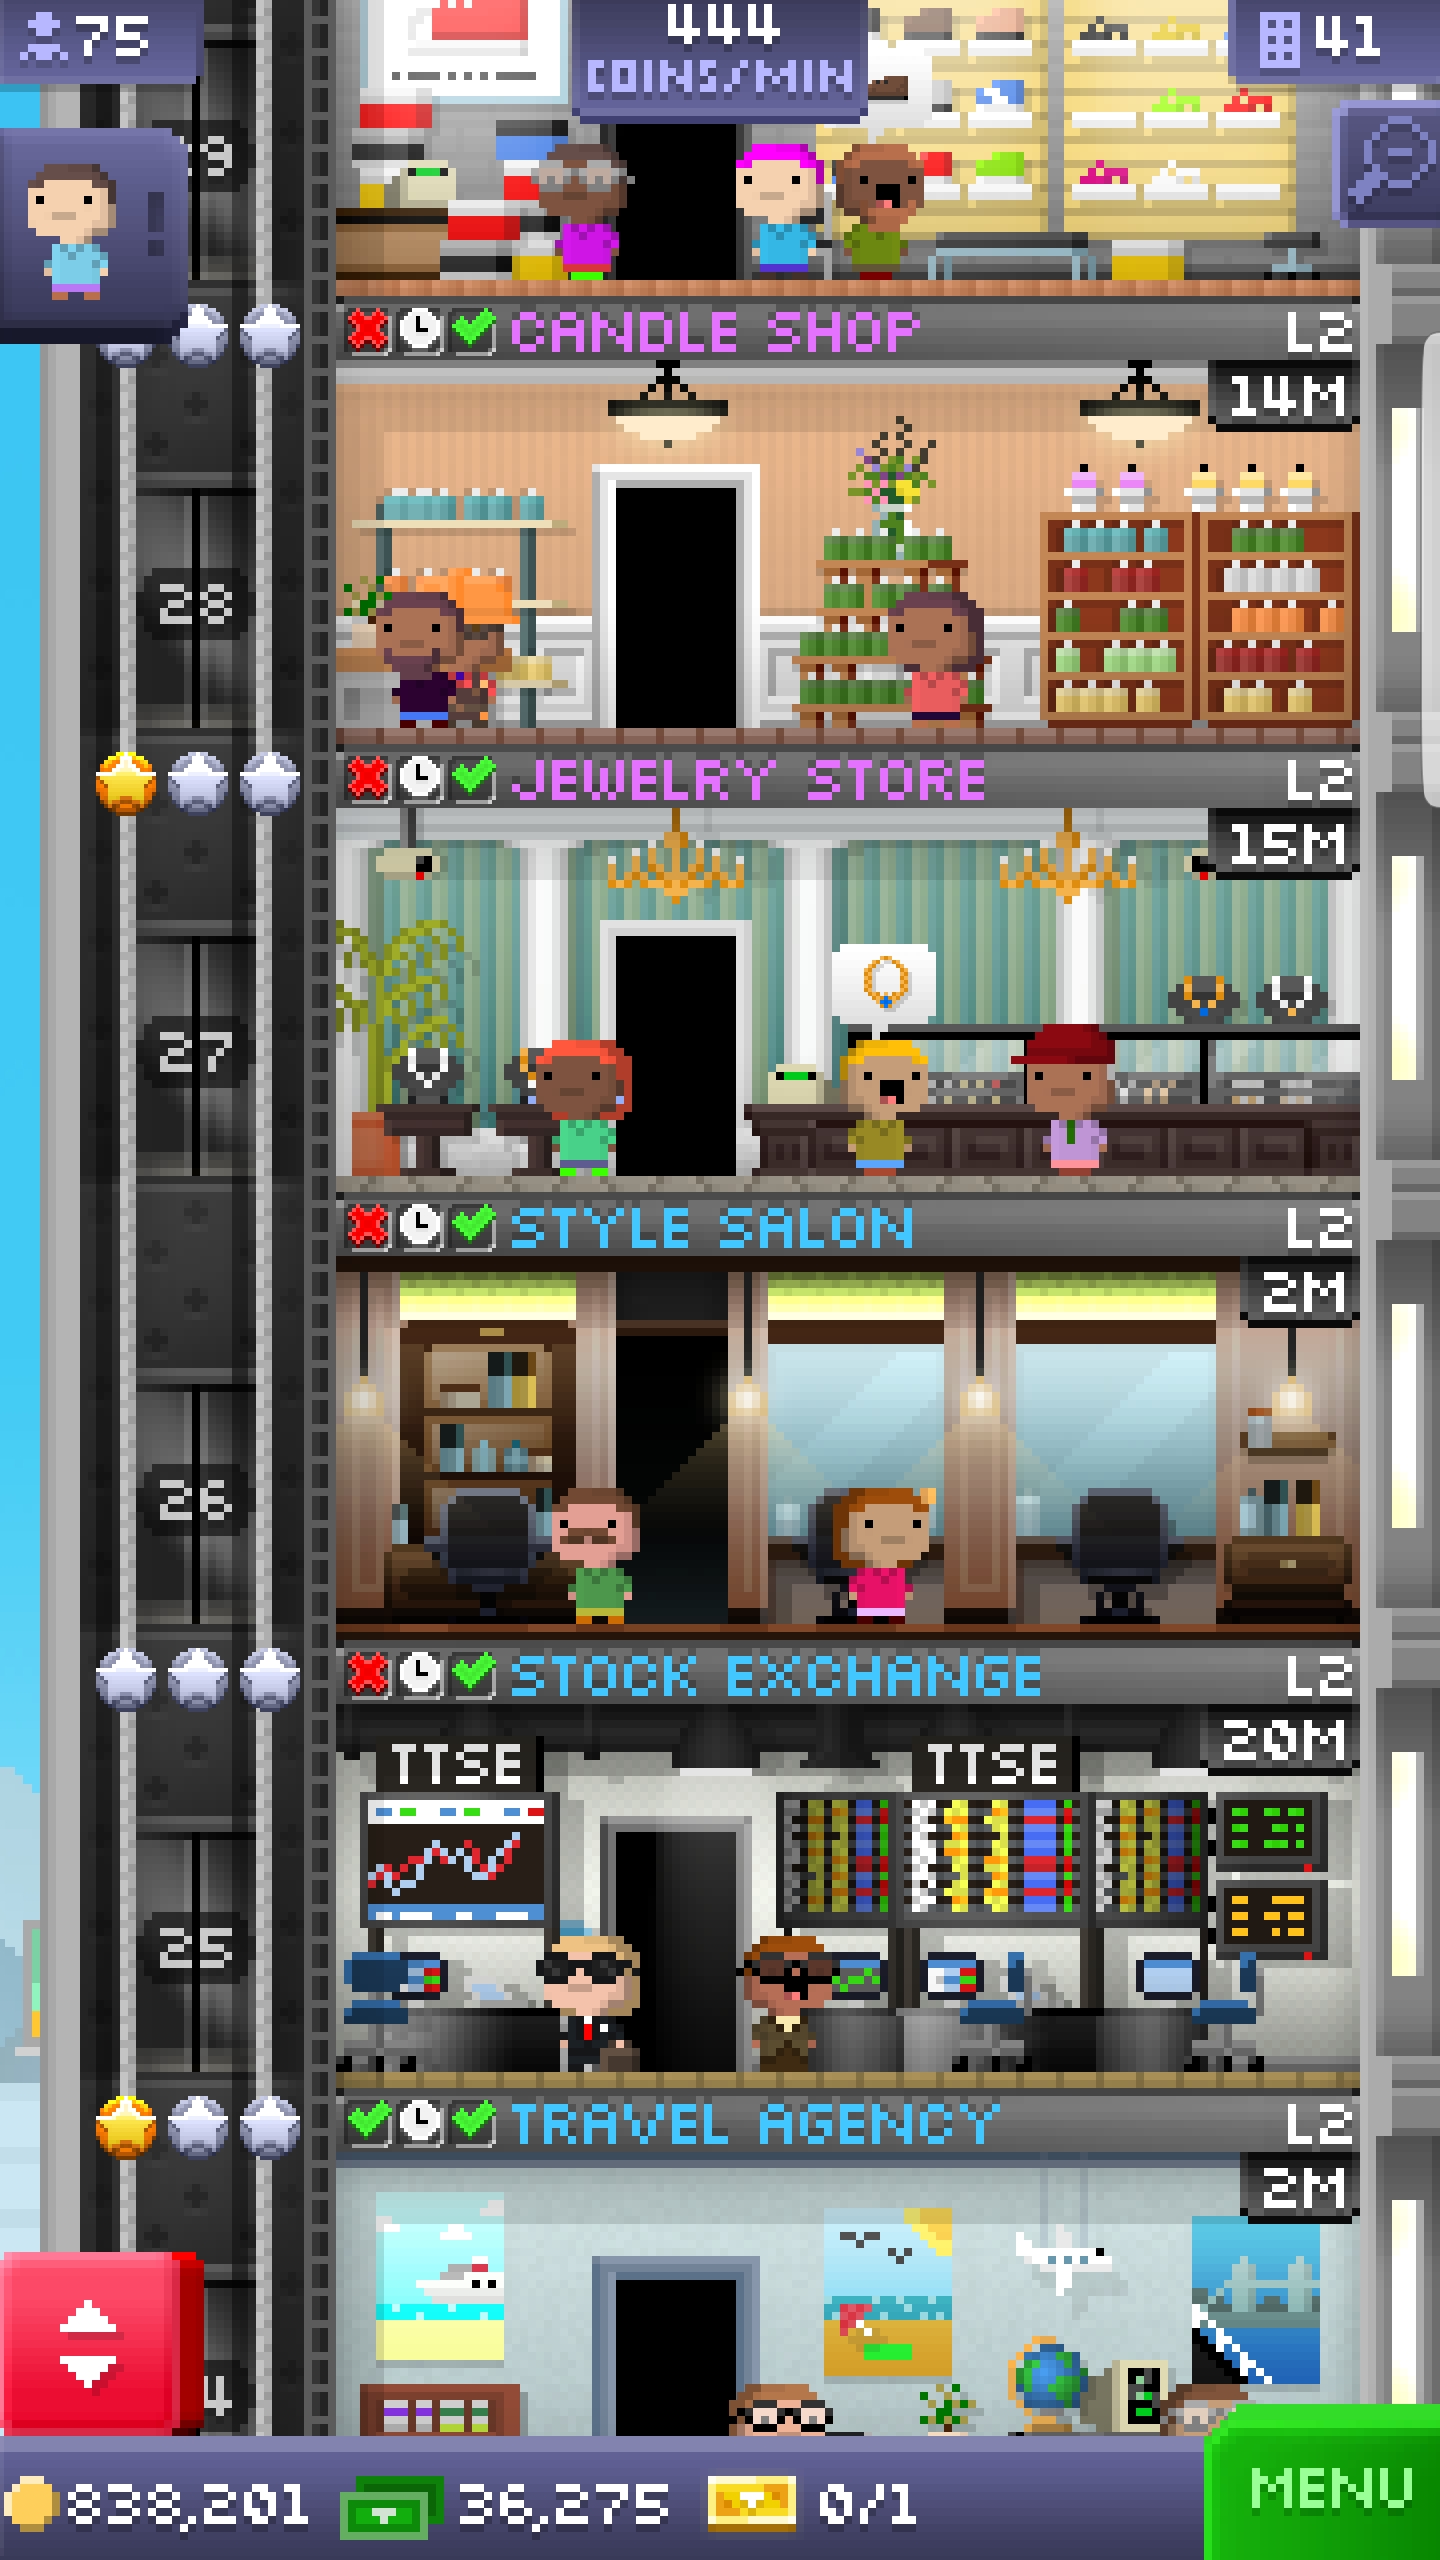 75
444
COINS/MIN
41
!
CANDLE SHOP L2
14M
28
JEWELRY STORE L2
15M
27
STYLE SALON L2
2M
26
STOCK EXCHANGE L2
20M
TTSE TTSE
25
TRAVEL AGENCY L2
2M
838,201 36,275 0/1 MENU